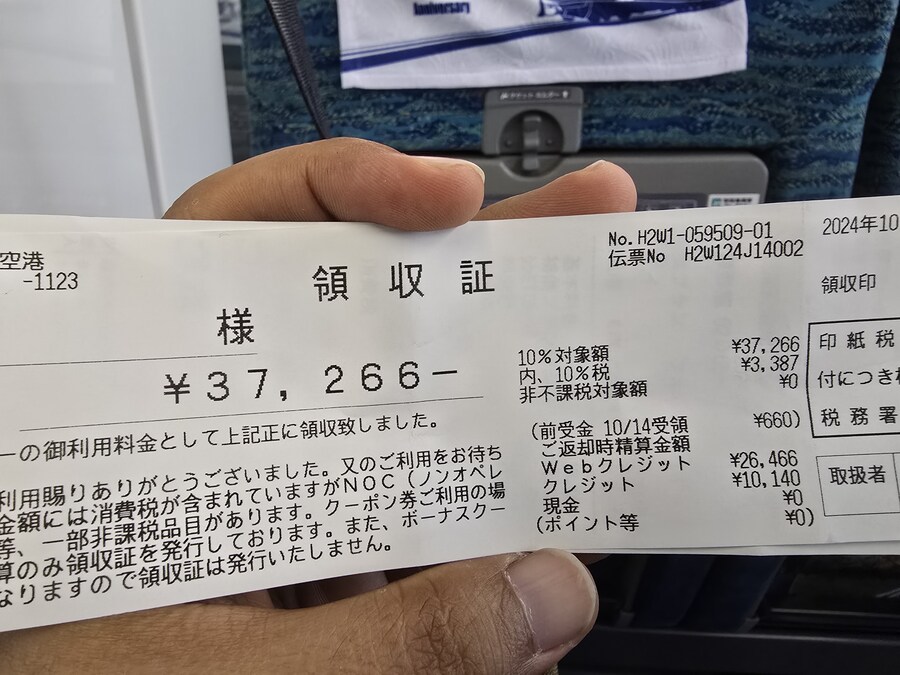 Anniversary
チケットホルダー
空港
-1123
領収証
様
¥37,266-
ーの御利用料金として上記正に領収致しました。
利用賜りありがとうございました。又のご利用をお待ち
金額には消費税が含まれていますがNOC（ノンオペレ
等、一部非課税品目があります。クーポン券ご利用の場
算のみ領収証を発行しております。また、ボーナスクー
なりますので領収証は発行いたしません。
No. H2W1-059509-01
伝票No H2W124J14002
10%対象額 ¥37,266
内、10%税 ¥3,387
非不課税対象額 ¥0
(前受金 10/14受領 ¥660)
ご返却時精算金額
Webクレジット ¥26,466
クレジット ¥10,140
現金 ¥0
(ポイント等 ¥0)
2024年10
領収印
印紙税
付につき
税務署
取扱者